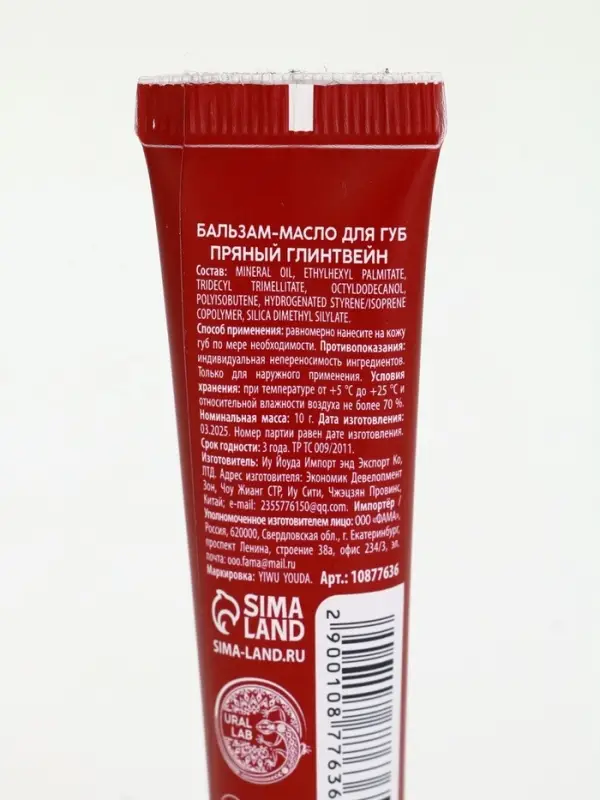 БАЛЬЗАМ-МАСЛО ДЛЯ ГУБ
ПРЯНЫЙ ГЛИНТВЕЙН
Состав: MINERAL OIL, ETHYLHEXYL PALMITATE,
TRIDECYL TRIMELLITATE, OCTYLDODECANOL,
POLYISOBUTENE, HYDROGENATED STYRENE/ISOPRENE
COPOLYMER, SILICA DIMETHYL SILYLATE.
Способ применения: равномерно нанесите на кожу
губ по мере необходимости. Противопоказания:
индивидуальная непереносимость ингредиентов.
Только для наружного применения. Условия
хранения: при температуре от +5 °C до +25 °C и
относительной влажности воздуха не более 70 %.
Номинальная масса: 10 г. Дата изготовления:
03.2025. Номер партии равен дате изготовления.
Срок годности: 3 года. ТР ТС 009/2011.
Изготовитель: Иу Йоуда Импорт энд Экспорт Ко,
ЛТД. Адрес изготовителя: Экономик Девелопмент
Зон, Чоу Жианг СТР, Иу Сити, Чжэцзян Провинс,
Китай; e-mail: 2355776150@qq.com. Импортёр /
Уполномоченное изготовителем лицо: ООО «ФАМА»,
Россия, 620000, Свердловская обл., г. Екатеринбург,
проспект Ленина, строение 38а, офис 234/3, эл.
почта: ooo.fama@mail.ru
Маркировка: YIWU YOUDA. Арт.: 10877636
SIMA
LAND
SIMA-LAND.RU
URAL
LAB
290010877636